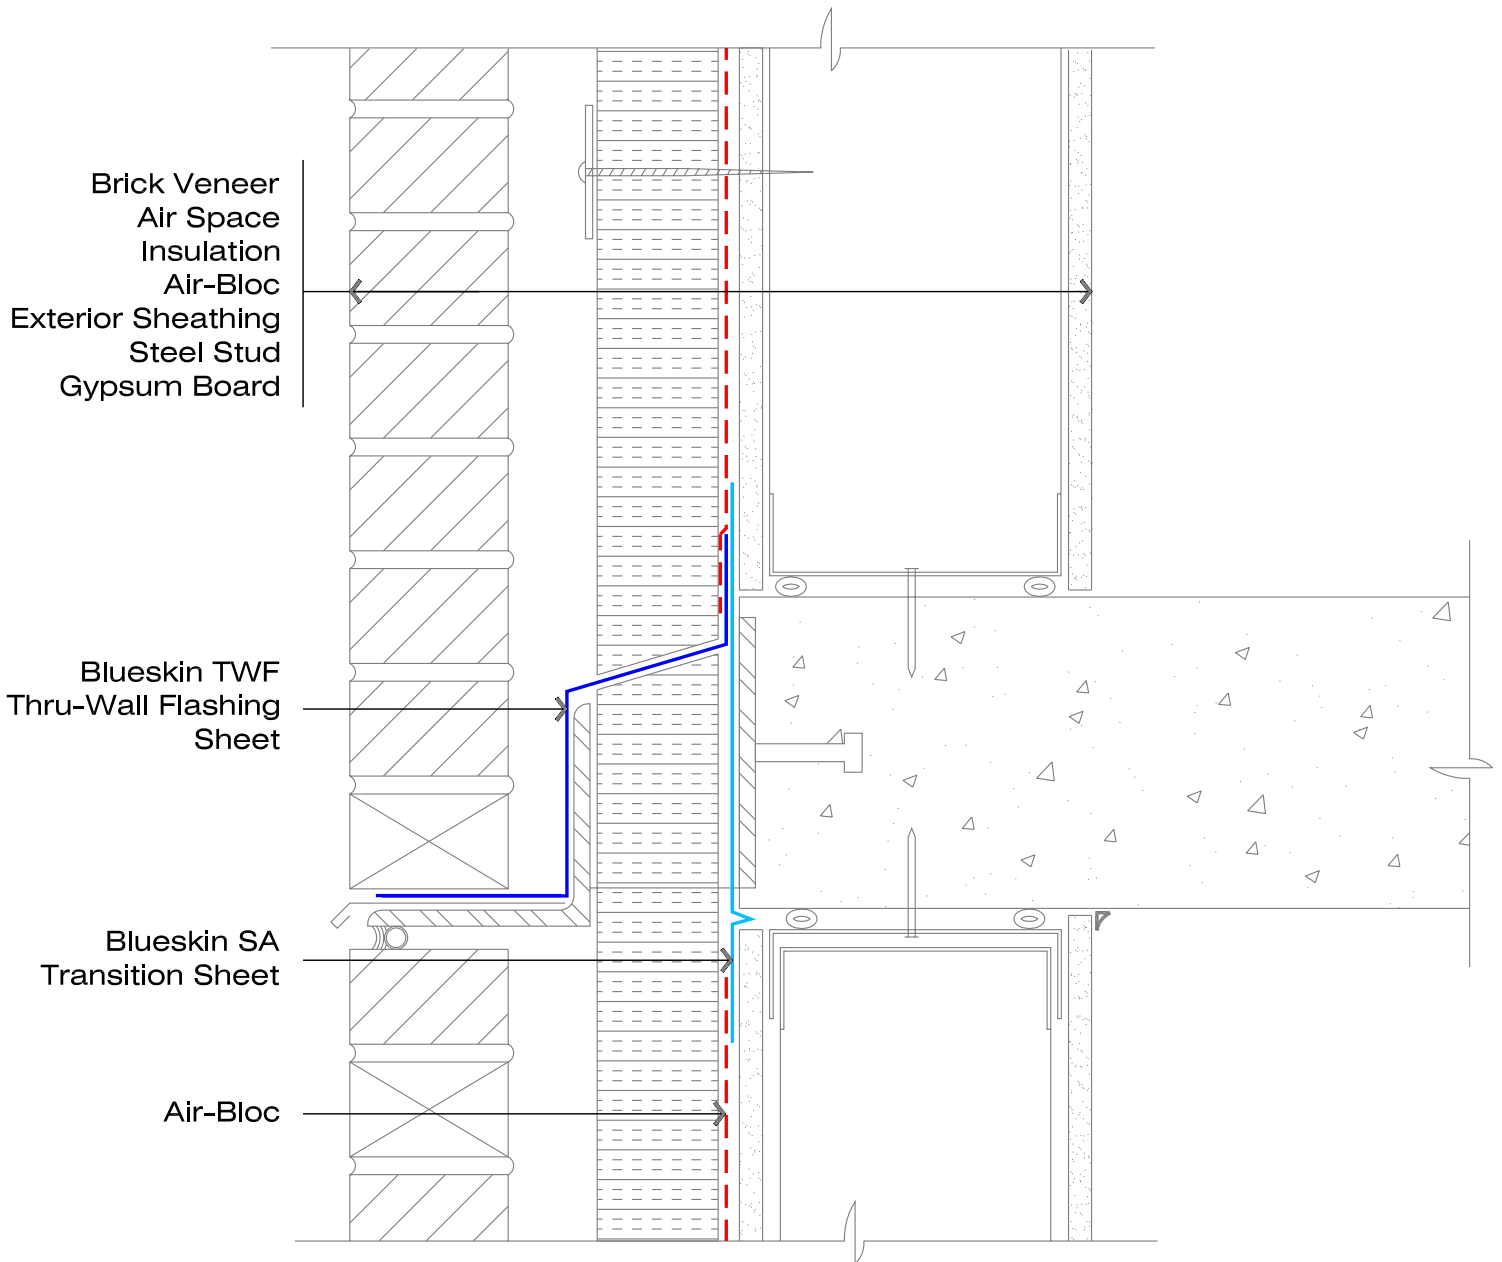 Brick Veneer
Air Space
Insulation
Air-Bloc
Exterior Sheathing
Steel Stud
Gypsum Board
Blueskin TWF
Thru-Wall Flashing
Sheet
Blueskin SA
Transition Sheet
Air-Bloc